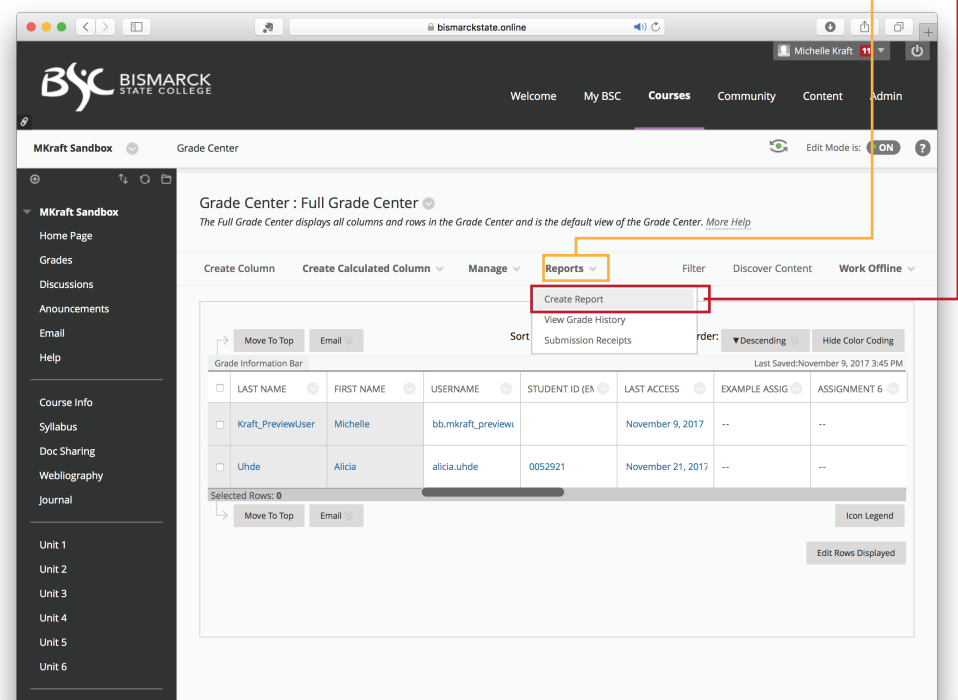 bismarckstate.online
Michelle Kraft 11
BSC BISMARCK
STATE COLLEGE
Welcome My BSC Courses Community Content Admin
MKraft Sandbox Grade Center Edit Mode is: ON ?
MKraft Sandbox
Home Page
Grades
Discussions
Anouncements
Email
Help
Course Info
Syllabus
Doc Sharing
Webliography
Journal
Unit 1
Unit 2
Unit 3
Unit 4
Unit 5
Unit 6
Grade Center : Full Grade Center
The Full Grade Center displays all columns and rows in the Grade Center and is the default view of the Grade Center. More Help
Create Column Create Calculated Column Manage Reports Filter Discover Content Work Offline
Create Report
View Grade History
Submission Receipts
Move To Top Email Sort rder: ▼Descending Hide Color Coding
Grade Information Bar Last Saved:November 9, 2017 3:45 PM
LAST NAME FIRST NAME USERNAME STUDENT ID (EM LAST ACCESS EXAMPLE ASSIG ASSIGNMENT 6
Kraft_PreviewUser Michelle bb.mkraft_previewu November 9, 2017 -- --
Uhde Alicia alicia.uhde 0052921 November 21, 2017 -- --
Selected Rows: 0
Move To Top Email Icon Legend
Edit Rows Displayed